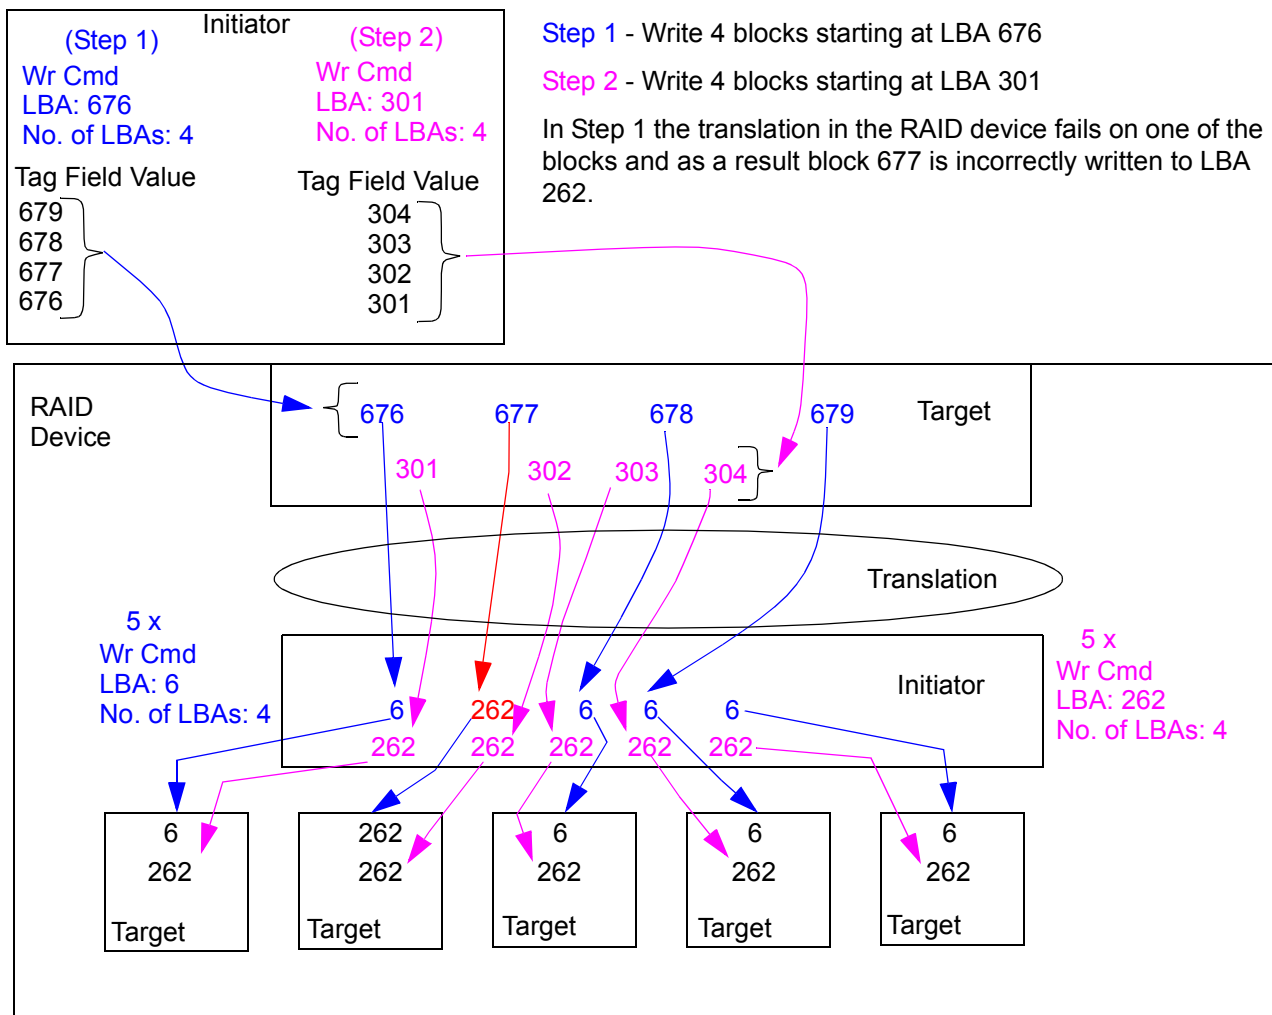 Initiator
(Step 1)
Wr Cmd
LBA: 676
No. of LBAs: 4
Tag Field Value
679
678
677
676
(Step 2)
Wr Cmd
LBA: 301
No. of LBAs: 4
Tag Field Value
304
303
302
301
Step 1 - Write 4 blocks starting at LBA 676
Step 2 - Write 4 blocks starting at LBA 301
In Step 1 the translation in the RAID device fails on one of the
blocks and as a result block 677 is incorrectly written to LBA
262.
RAID
Device
676 677 678 679
Target
301 302 303 304
Translation
5 x
Wr Cmd
LBA: 6
No. of LBAs: 4
Initiator
6 262 6 6 6
262 262 262 262 262
5 x
Wr Cmd
LBA: 262
No. of LBAs: 4
6
262
Target
262
262
Target
6
262
Target
6
262
Target
6
262
Target